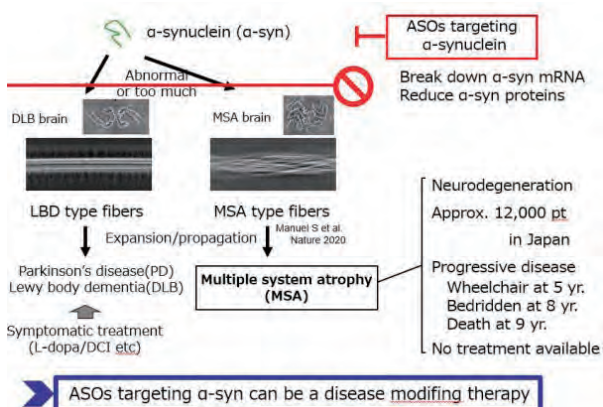 α-synuclein (α-syn)
ASOs targeting
α-synuclein
Abnormal
or too much
Break down α-syn mRNA
Reduce α-syn proteins
DLB brain
MSA brain
LBD type fibers
MSA type fibers
Expansion/propagation
Manuel S et al.
Nature 2020
Parkinson's disease(PD)
Lewy body dementia(DLB)
Multiple system atrophy
(MSA)
Symptomatic treatment
(L-dopa/DCI etc)
Neurodegeneration
Approx. 12,000 pt
in Japan
Progressive disease
Wheelchair at 5 yr.
Bedridden at 8 yr.
Death at 9 yr.
No treatment available
ASOs targeting α-syn can be a disease modifing therapy